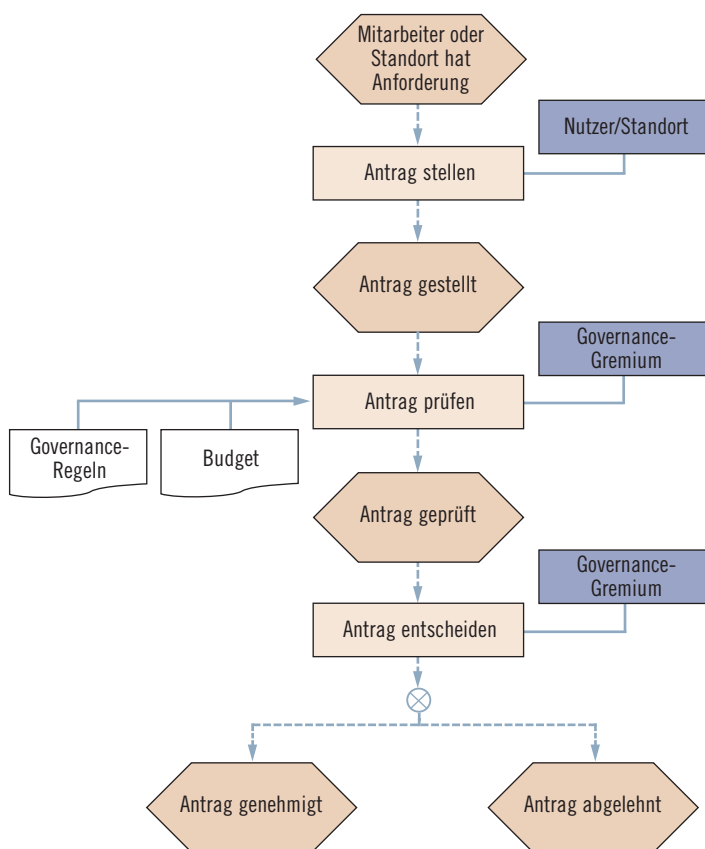 Mitarbeiter oder
Standort hat
Anforderung
Nutzer/Standort
Antrag stellen
Antrag gestellt
Governance-
Gremium
Antrag prüfen
Governance-
Regeln
Budget
Antrag geprüft
Governance-
Gremium
Antrag entscheiden
Antrag genehmigt
Antrag abgelehnt